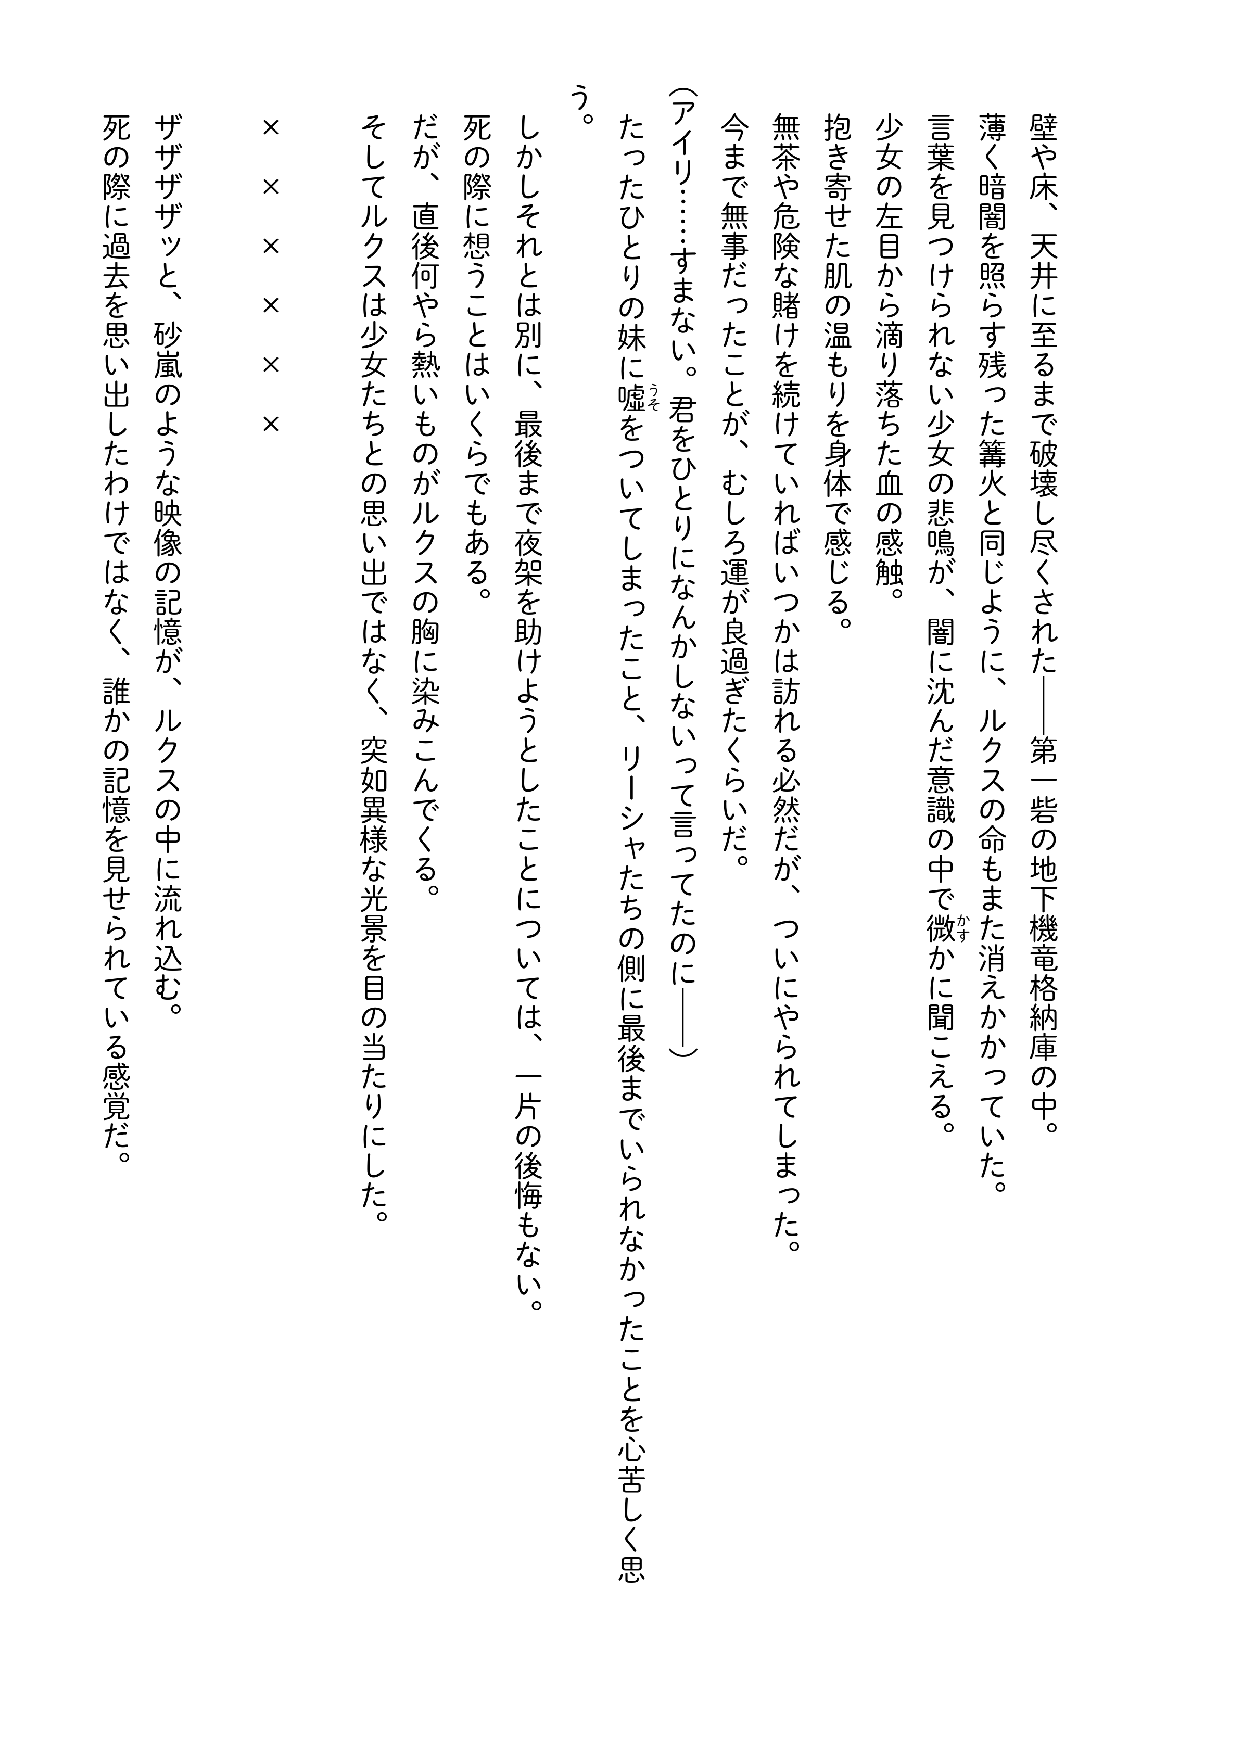 壁や床、天井に至るまで破壊し尽くされた――第一砦の地下機竜格納庫の中。
薄く暗闇を照らす残った篝火と同じように、ルクスの命もまた消えかかっていた。
言葉を見つけられない少女の悲鳴が、闇に沈んだ意識の中で微かに聞こえる。
少女の左目から滴り落ちた血の感触。
抱き寄せた肌の温もりを身体で感じる。
無茶や危険な賭けを続けていればいつかは訪れる必然だが、ついにやられてしまった。
今まで無事だったことが、むしろ運が良過ぎたくらいだ。
(アイリ……すまない。君をひとりになんかしないって言ってたのに――)
たったひとりの妹に嘘をついてしまったこと、リーシャたちの側に最後までいられなかったことを心苦しく思
う。
しかしそれとは別に、最後まで夜架を助けようとしたことについては、一片の後悔もない。
死の際に想うことはいくらでもある。
だが、直後何やら熱いものがルクスの胸に染みこんでくる。
そしてルクスは少女たちとの思い出ではなく、突如異様な光景を目の当たりにした。
× × × × × ×
ザザザザッと、砂嵐のような映像の記憶が、ルクスの中に流れ込む。
死の際に過去を思い出したわけではなく、誰かの記憶を見せられている感覚だ。